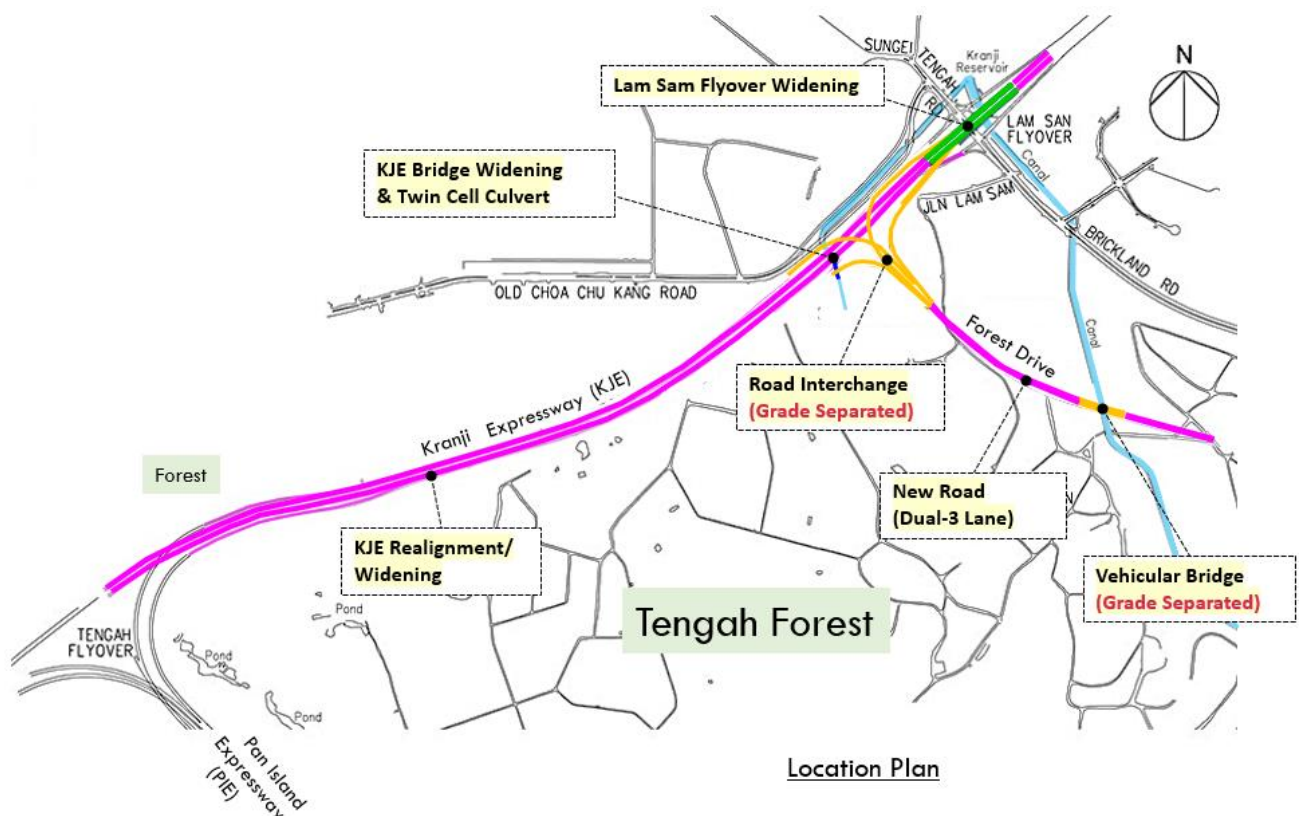 SUNGEI
TENGAH
RD
Kranji
Reservoir
N
Lam Sam Flyover Widening
LAM SAN
FLYOVER
Canal
KJE Bridge Widening
& Twin Cell Culvert
JLN LAM SAM
BRICKLAND RD
OLD CHOA CHU KANG ROAD
Canal
Forest Drive
Road Interchange
(Grade Separated)
Kranji Expressway (KJE)
Forest
New Road
(Dual-3 Lane)
N
KJE Realignment/
Widening
Vehicular Bridge
(Grade Separated)
Tengah Forest
Pond
TENGAH
FLYOVER
Pond
Pond
Pan Island
Expressway
(PIE)
Location Plan